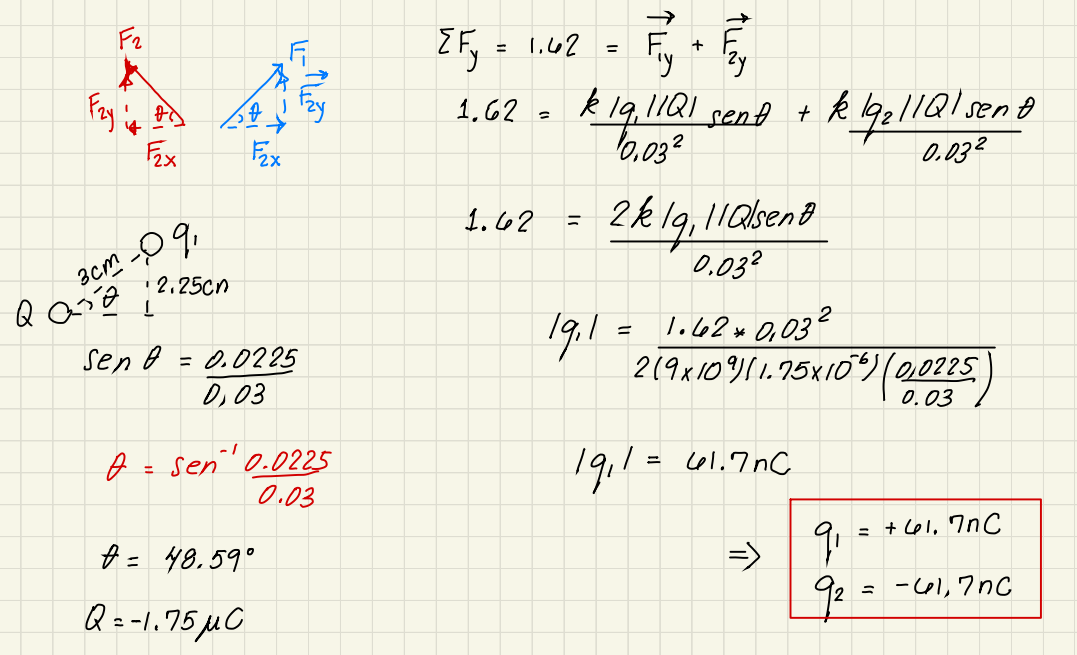 F₂
F₂y θ
F₂x
F₁
θ F₂y
F₂x
ΣFy = 1.62 = F₁y + F₂y
1.62 = k|q₁||Q| senθ / 0.03² + k|q₂||Q| senθ / 0.03²
1.62 = 2k|q₁||Q|senθ / 0.03²
q₁
3cm
Q θ 2.25cm
sen θ = 0.0225 / 0,03
θ = sen⁻¹ 0.0225 / 0.03
θ = 48.59°
Q = -1.75 μC
|q₁| = 1.62 * 0,03² / 2(9x10⁹)(1.75x10⁻⁶)(0,0225 / 0.03)
|q₁| = 61.7nC
⇒ q₁ = +61.7nC
q₂ = -61,7nC